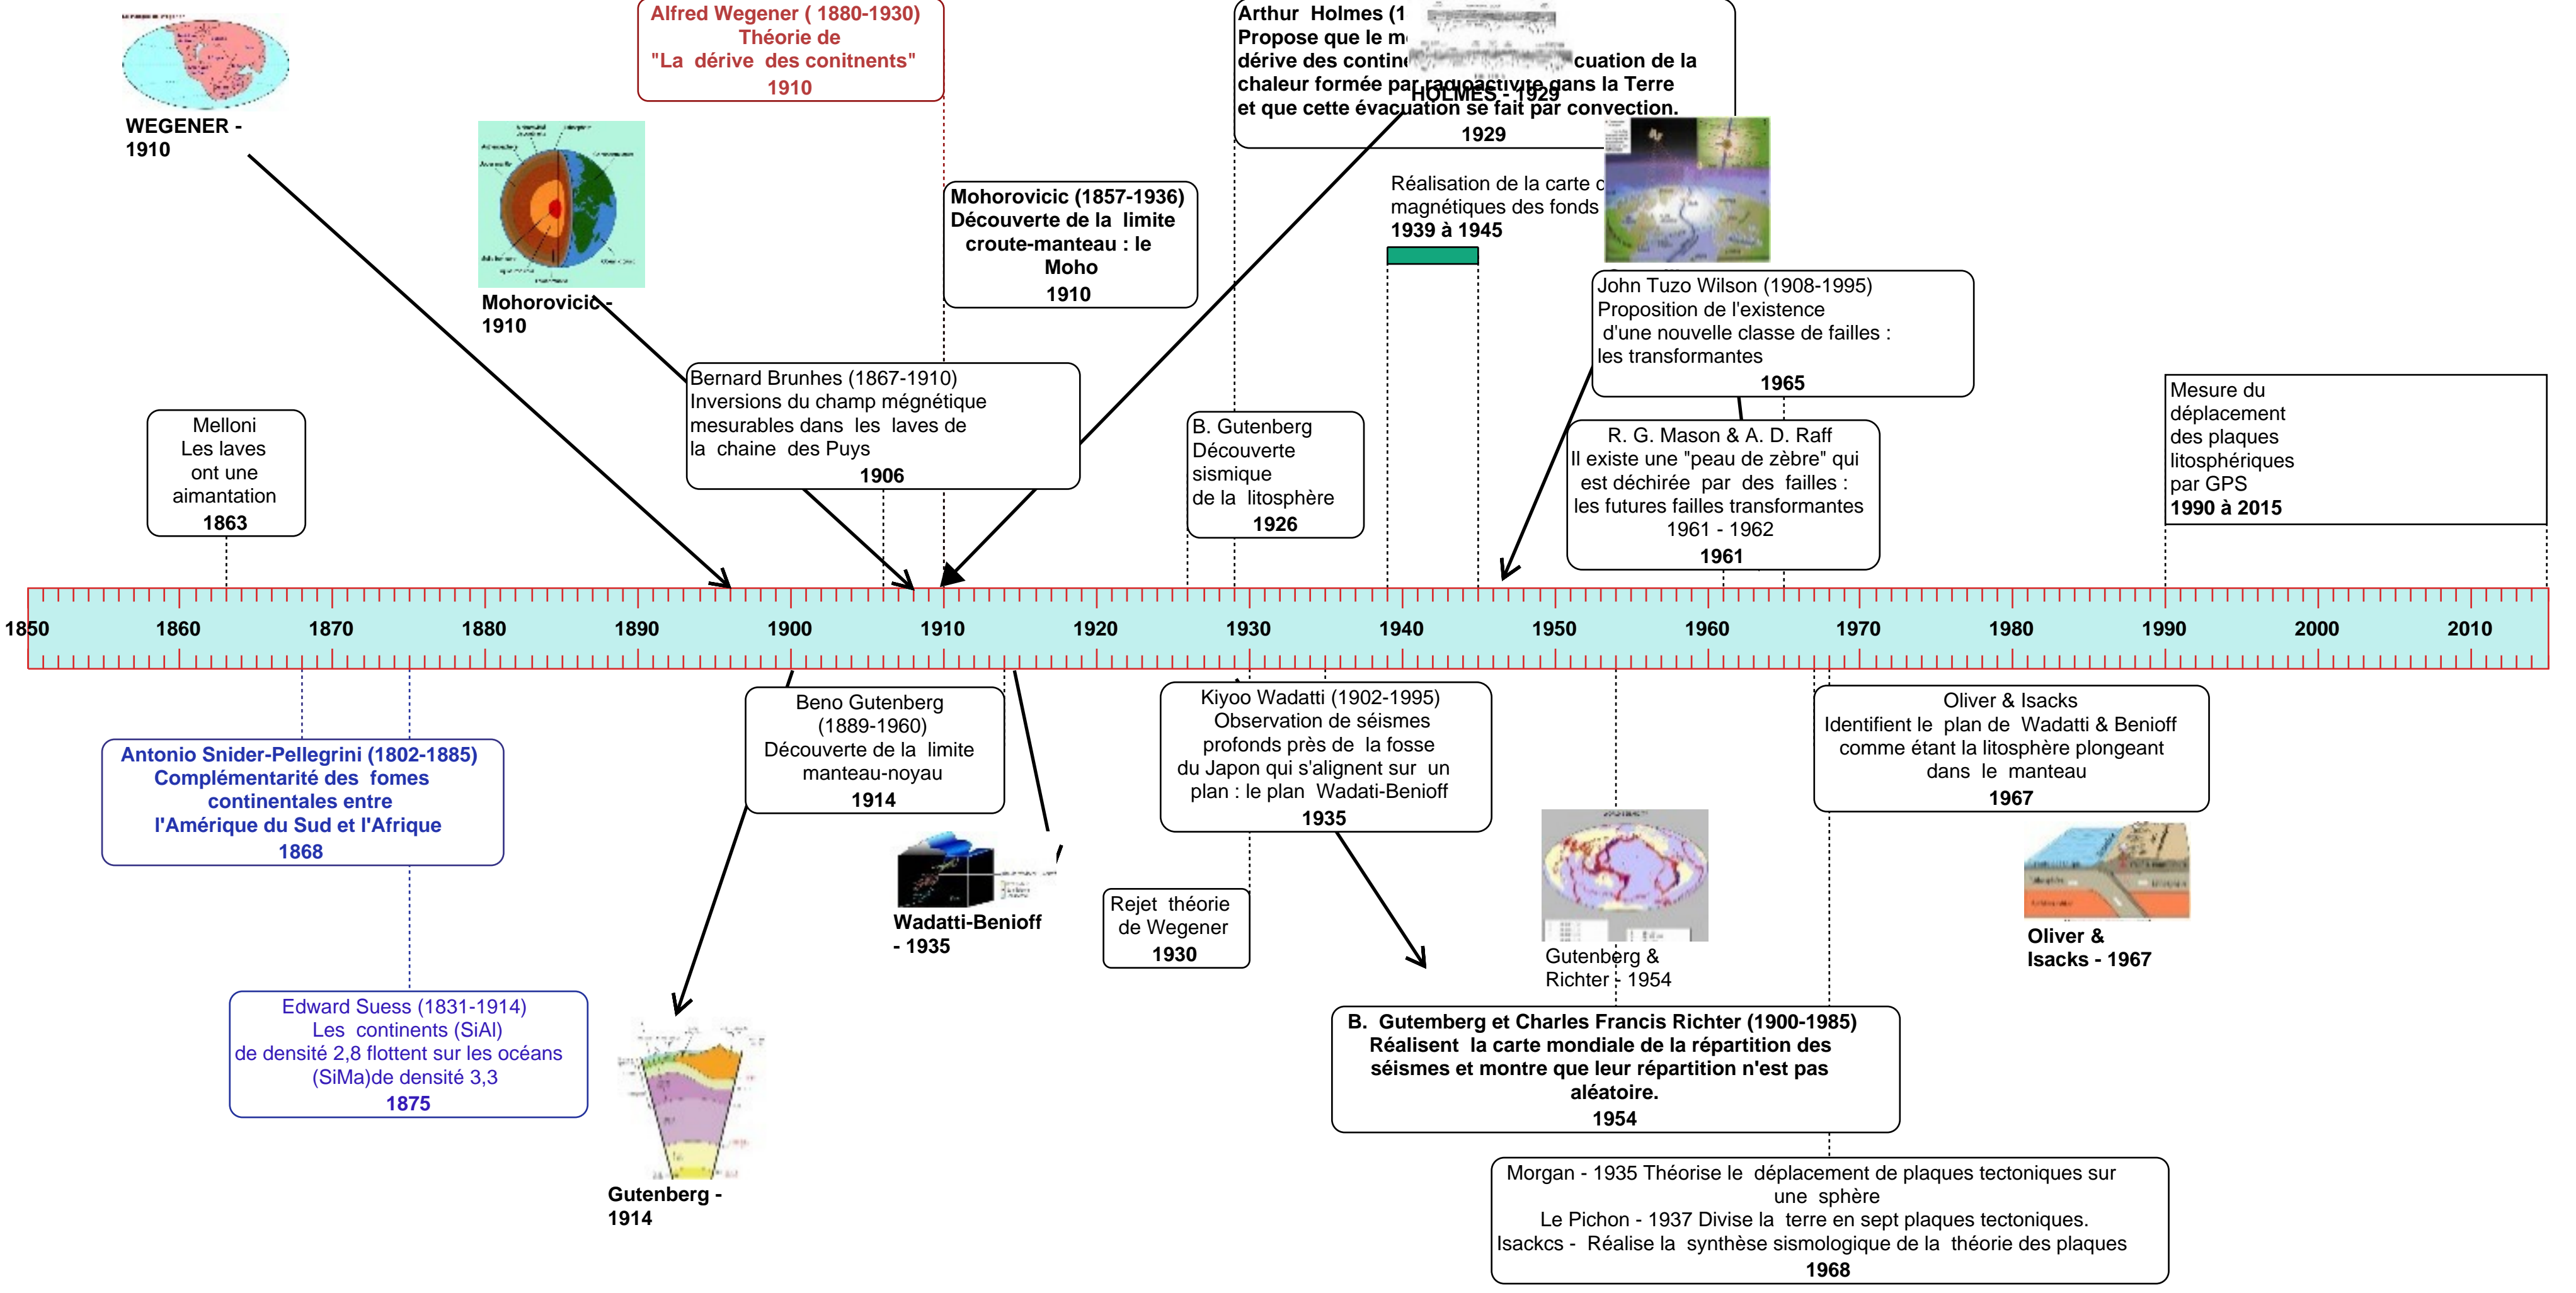 Alfred Wegener ( 1880-1930)
Théorie de
"La dérive des conitnents"
1910
Arthur Holmes (1
Propose que le
dérive des contine
cuation de la
chaleur formée par radioactivité dans la Terre
et que cette évacuation se fait par convection.
1929
HOLMES - 1929
WEGENER -
1910
Mohorovicic -
1910
Mohorovicic (1857-1936)
Découverte de la limite
croute-manteau : le
Moho
1910
Réalisation de la carte
magnétiques des fonds
1939 à 1945
John Tuzo Wilson (1908-1995)
Proposition de l'existence
d'une nouvelle classe de failles :
les transformantes
1965
Bernard Brunhes (1867-1910)
Inversions du champ mégnétique
mesurables dans les laves de
la chaine des Puys
1906
Melloni
Les laves
ont une
aimantation
1863
B. Gutenberg
Découverte
sismique
de la litosphère
1926
R. G. Mason & A. D. Raff
Il existe une "peau de zèbre" qui
est déchirée par des failles :
les futures failles transformantes
1961 - 1962
1961
Mesure du
déplacement
des plaques
litosphériques
par GPS
1990 à 2015
1850 1860 1870 1880 1890 1900 1910 1920 1930 1940 1950 1960 1970 1980 1990 2000 2010
Antonio Snider-Pellegrini (1802-1885)
Complémentarité des fomes
continentales entre
l'Amérique du Sud et l'Afrique
1868
Beno Gutenberg
(1889-1960)
Découverte de la limite
manteau-noyau
1914
Kiyoo Wadatti (1902-1995)
Observation de séismes
profonds près de la fosse
du Japon qui s'alignent sur un
plan : le plan Wadati-Benioff
1935
Oliver & Isacks
Identifient le plan de Wadatti & Benioff
comme étant la litosphère plongeant
dans le manteau
1967
Wadatti-Benioff
- 1935
Rejet théorie
de Wegener
1930
Gutenberg &
Richter - 1954
Oliver &
Isacks - 1967
Edward Suess (1831-1914)
Les continents (SiAl)
de densité 2,8 flottent sur les océans
(SiMa)de densité 3,3
1875
B. Gutemberg et Charles Francis Richter (1900-1985)
Réalisent la carte mondiale de la répartition des
séismes et montre que leur répartition n'est pas
aléatoire.
1954
Gutenberg -
1914
Morgan - 1935 Théorise le déplacement de plaques tectoniques sur
une sphère
Le Pichon - 1937 Divise la terre en sept plaques tectoniques.
Isackcs - Réalise la synthèse sismologique de la théorie des plaques
1968